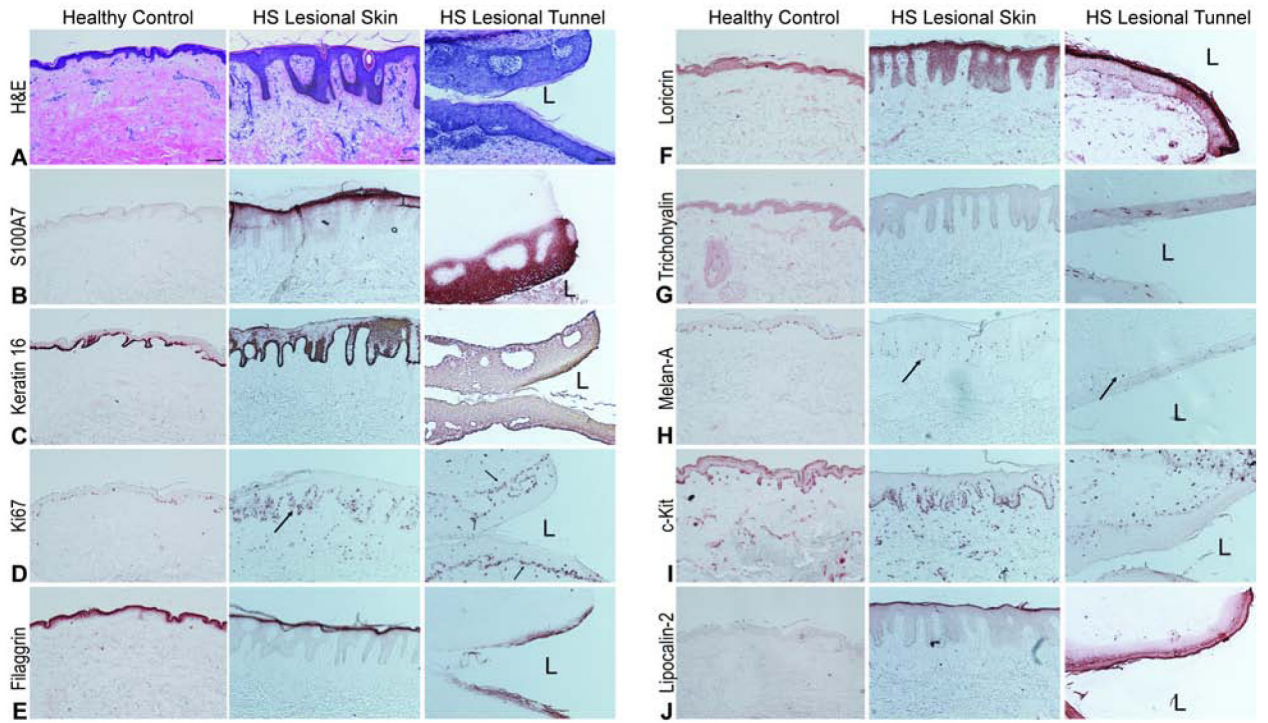 Healthy Control HS Lesional Skin HS Lesional Tunnel
H&E
A
L
S100A7
B
L
Keratin 16
C
L
Ki67
D
L
Filaggrin
E
L
Healthy Control HS Lesional Skin HS Lesional Tunnel
Loricrin
F
L
Trichohyalin
G
L
Melan-A
H
L
c-Kit
I
L
Lipocalin-2
J
L